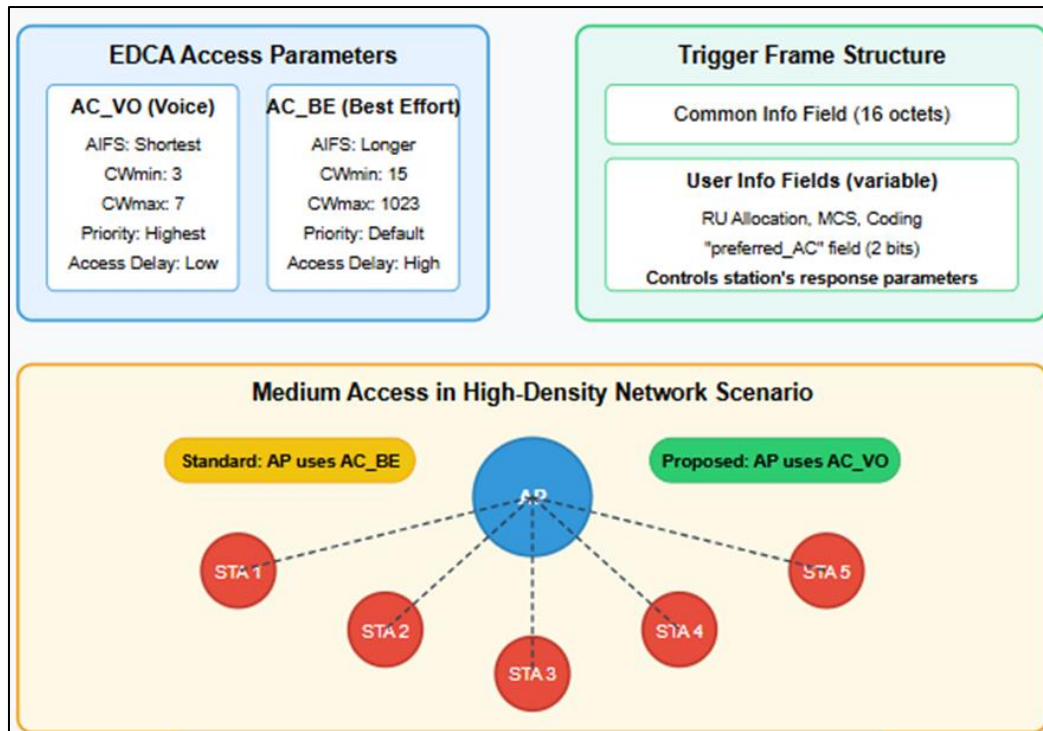 EDCA Access Parameters
AC_VO (Voice)
AIFS: Shortest
CWmin: 3
CWmax: 7
Priority: Highest
Access Delay: Low
AC_BE (Best Effort)
AIFS: Longer
CWmin: 15
CWmax: 1023
Priority: Default
Access Delay: High
Trigger Frame Structure
Common Info Field (16 octets)
User Info Fields (variable)
RU Allocation, MCS, Coding
"preferred_AC" field (2 bits)
Controls station's response parameters
Medium Access in High-Density Network Scenario
Standard: AP uses AC_BE
AP
Proposed: AP uses AC_VO
STA 1
STA 2
STA 3
STA 4
STA 5